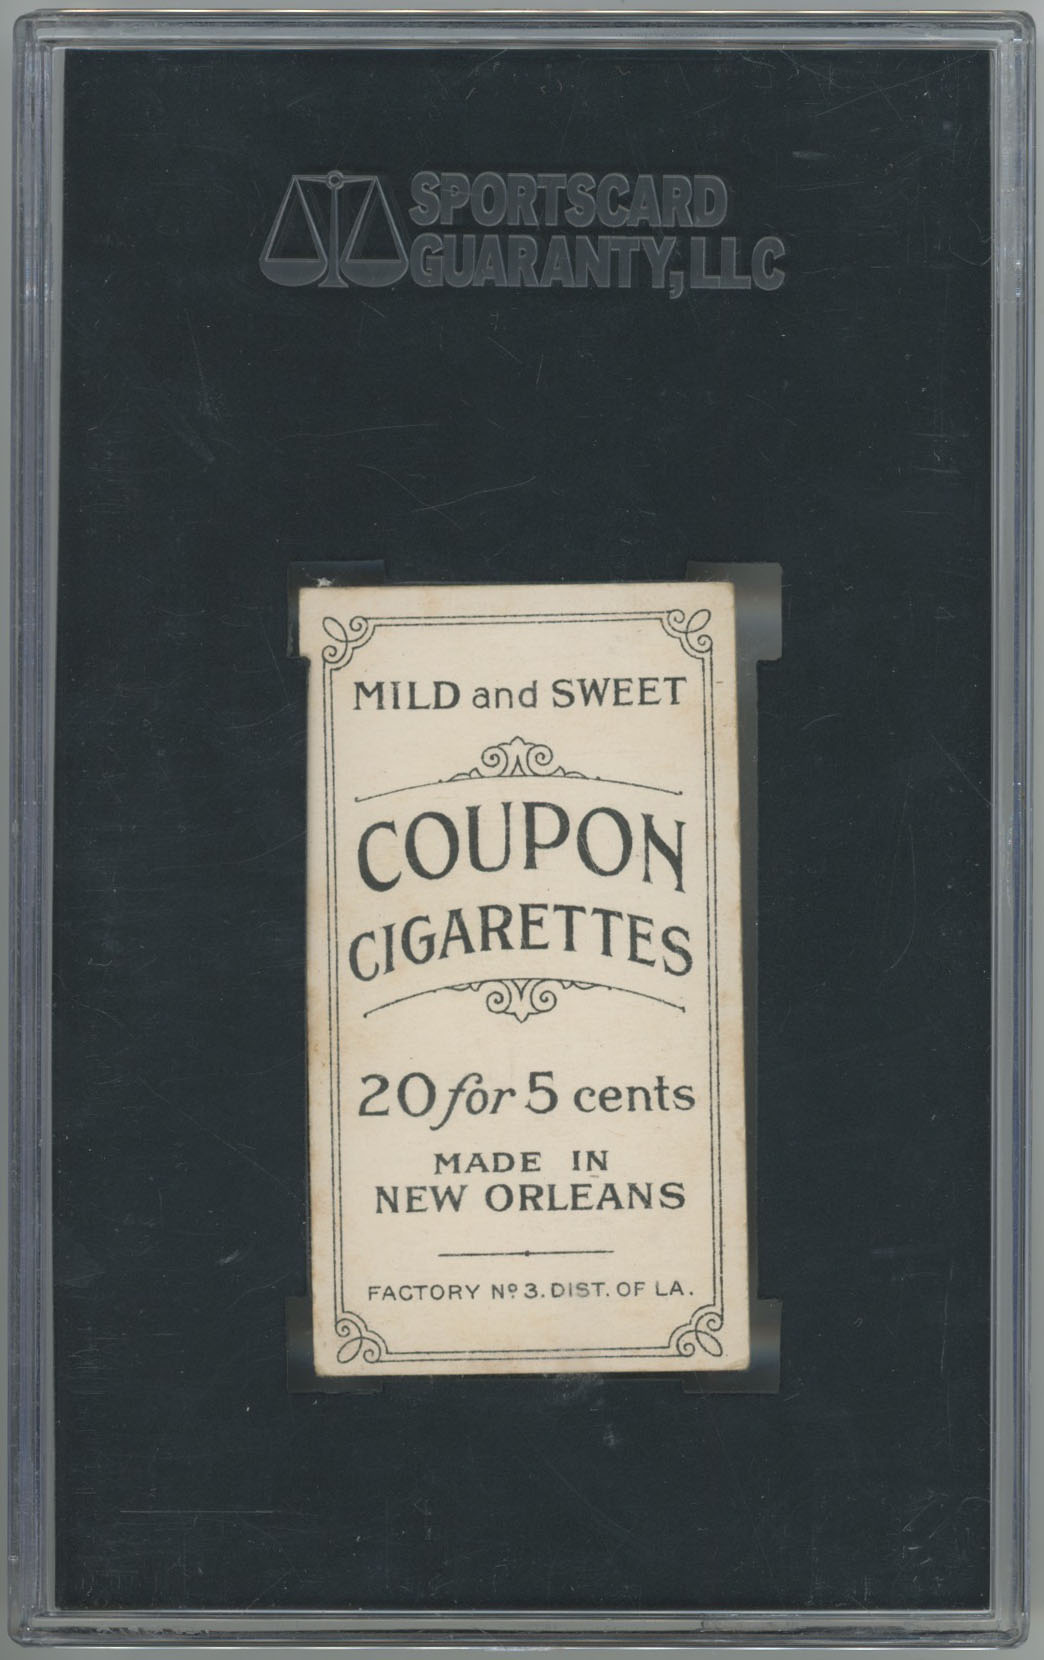 SPORTSCARD
GUARANTY, LLC
MILD and SWEET
COUPON
CIGARETTES
20 for 5 cents
MADE IN
NEW ORLEANS
FACTORY Nº 3. DIST. OF LA.